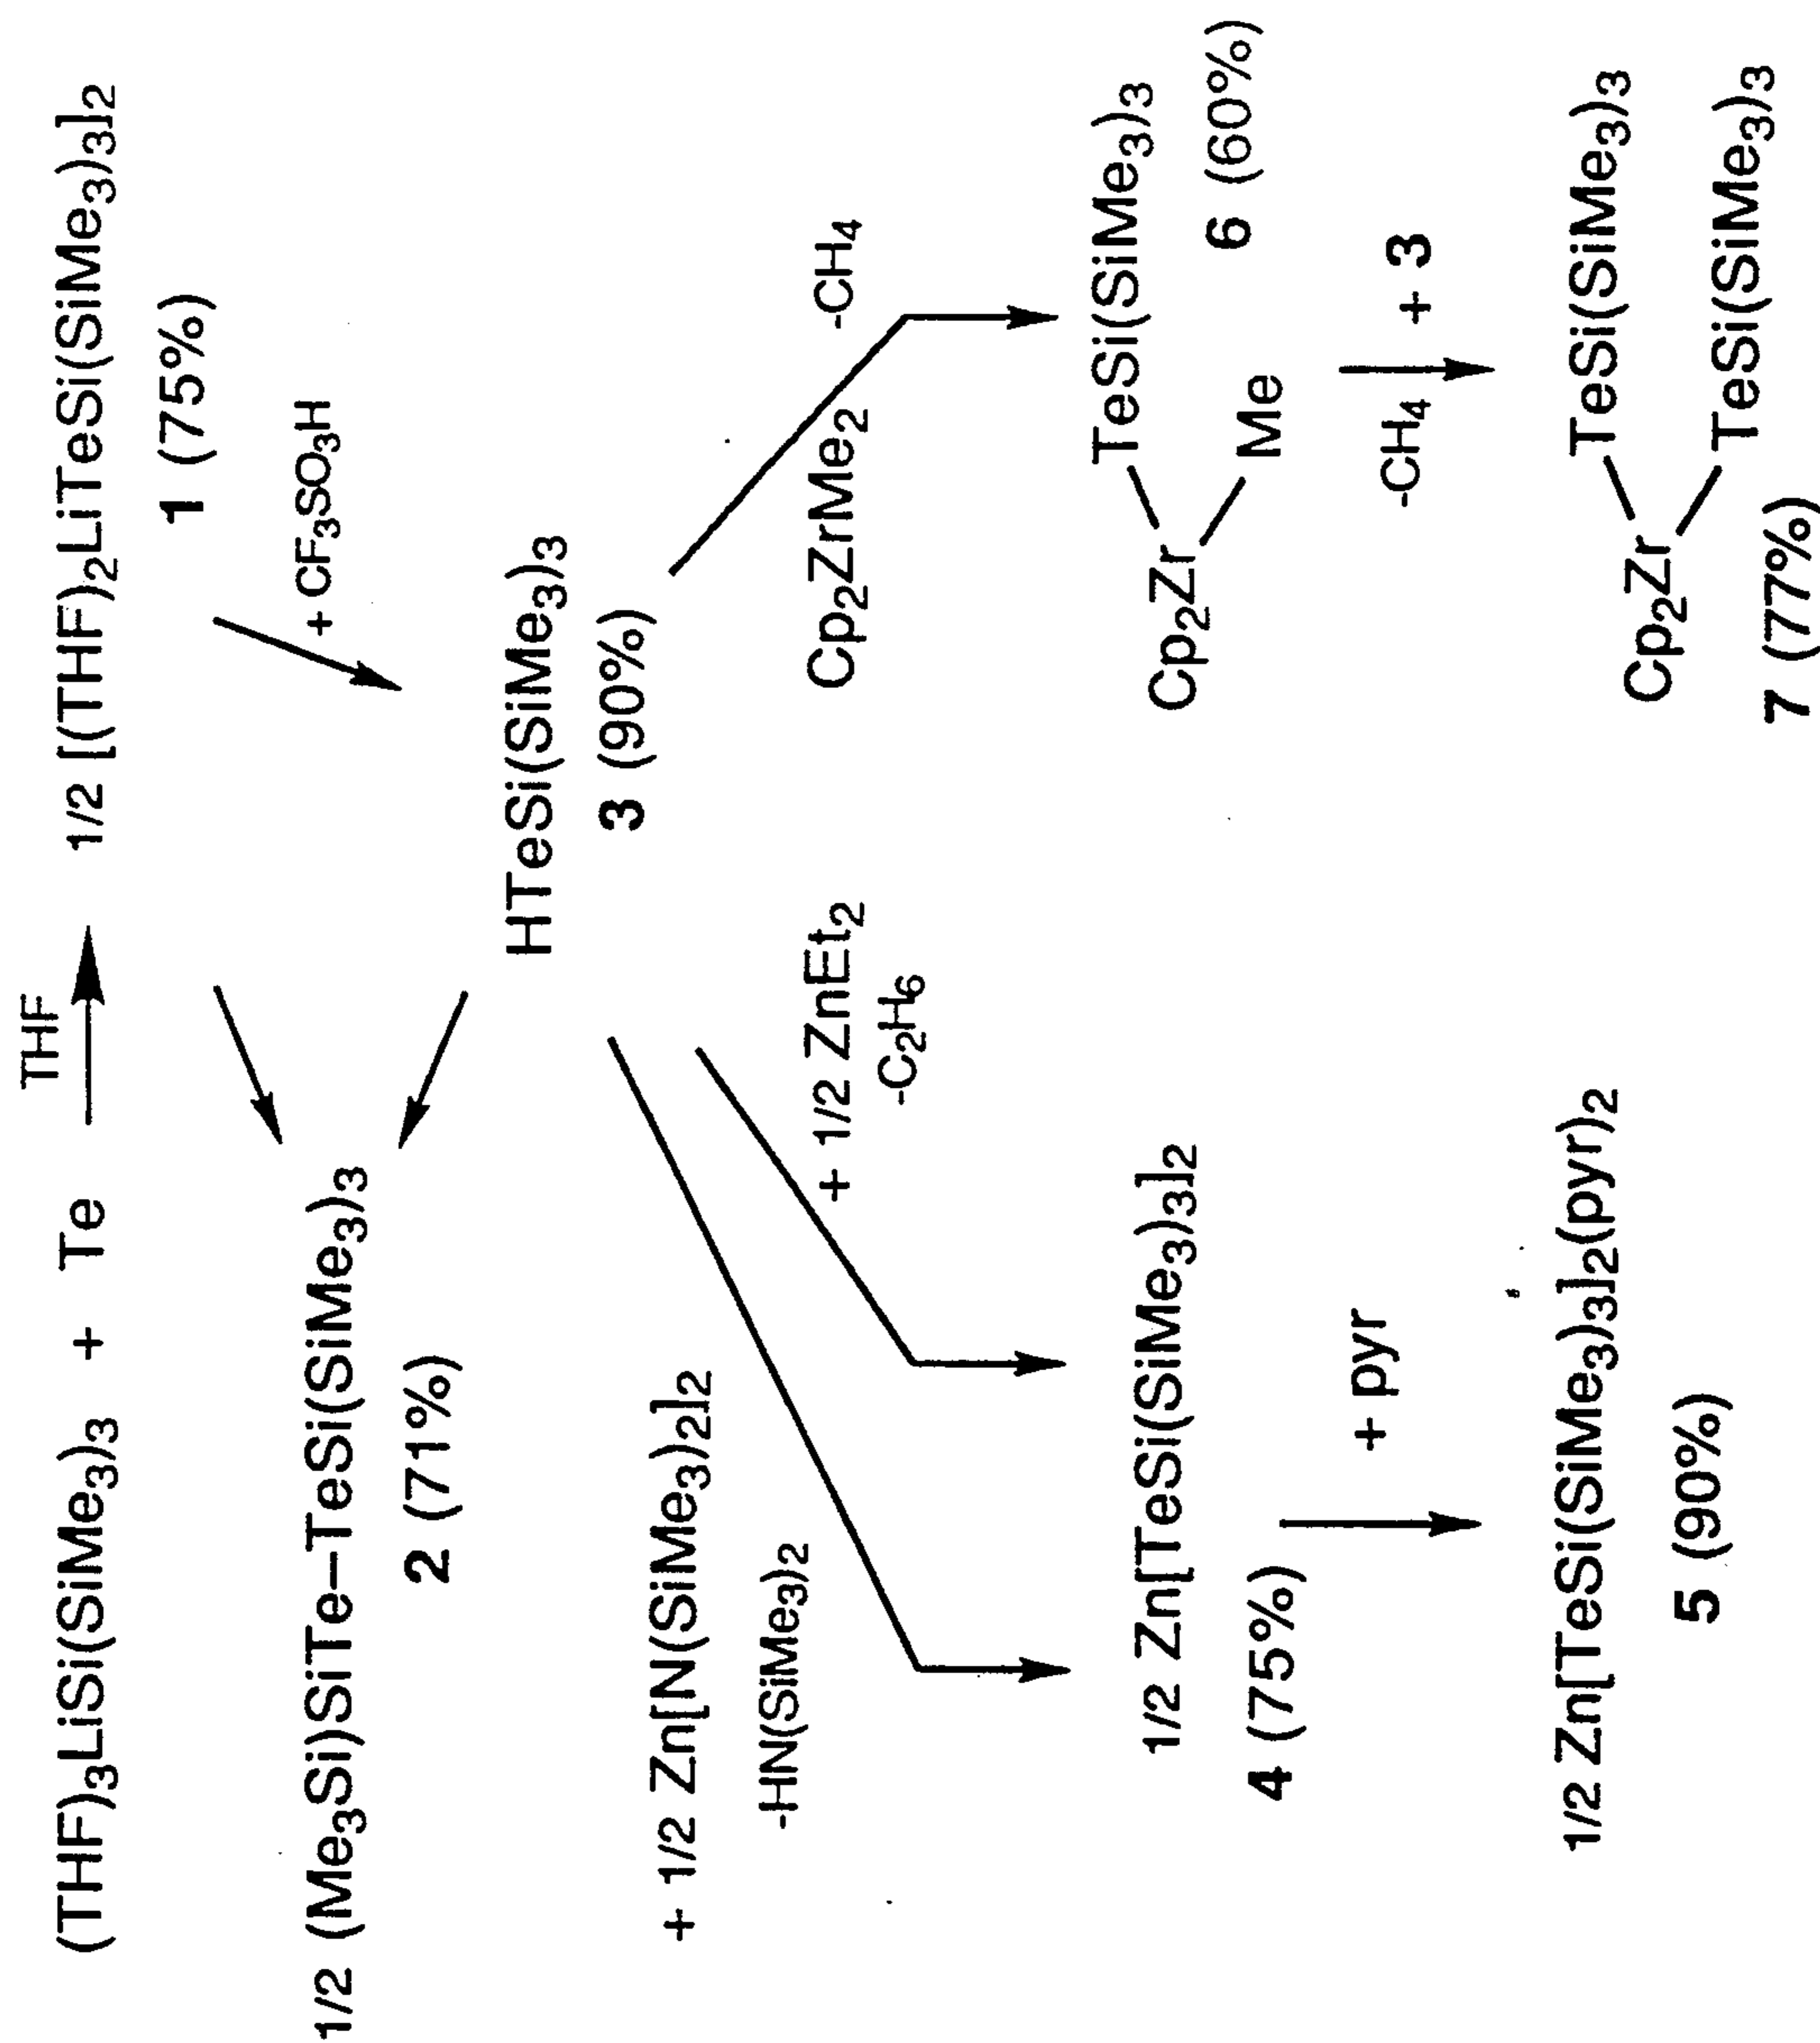 (THF)3LiSi(SiMe3)3 + Te
THF
1/2 [(THF)2LiTeSi(SiMe3)3]2
1 (75%)
+ CF3SO3H
1/2 (Me3Si)SiTe–TeSi(SiMe3)3
2 (71%)
HTeSi(SiMe3)3
3 (90%)
+ 1/2 Zn[N(SiMe3)2]2
-HN(SiMe3)2
+ 1/2 ZnEt2
-C2H6
Cp2ZrMe2
-CH4
1/2 Zn[TeSi(SiMe3)3]2
4 (75%)
+ pyr
1/2 Zn[TeSi(SiMe3)3]2(pyr)2
5 (90%)
TeSi(SiMe3)3
Cp2Zr
Me
6 (60%)
-CH4
+ 3
TeSi(SiMe3)3
Cp2Zr
TeSi(SiMe3)3
7 (77%)